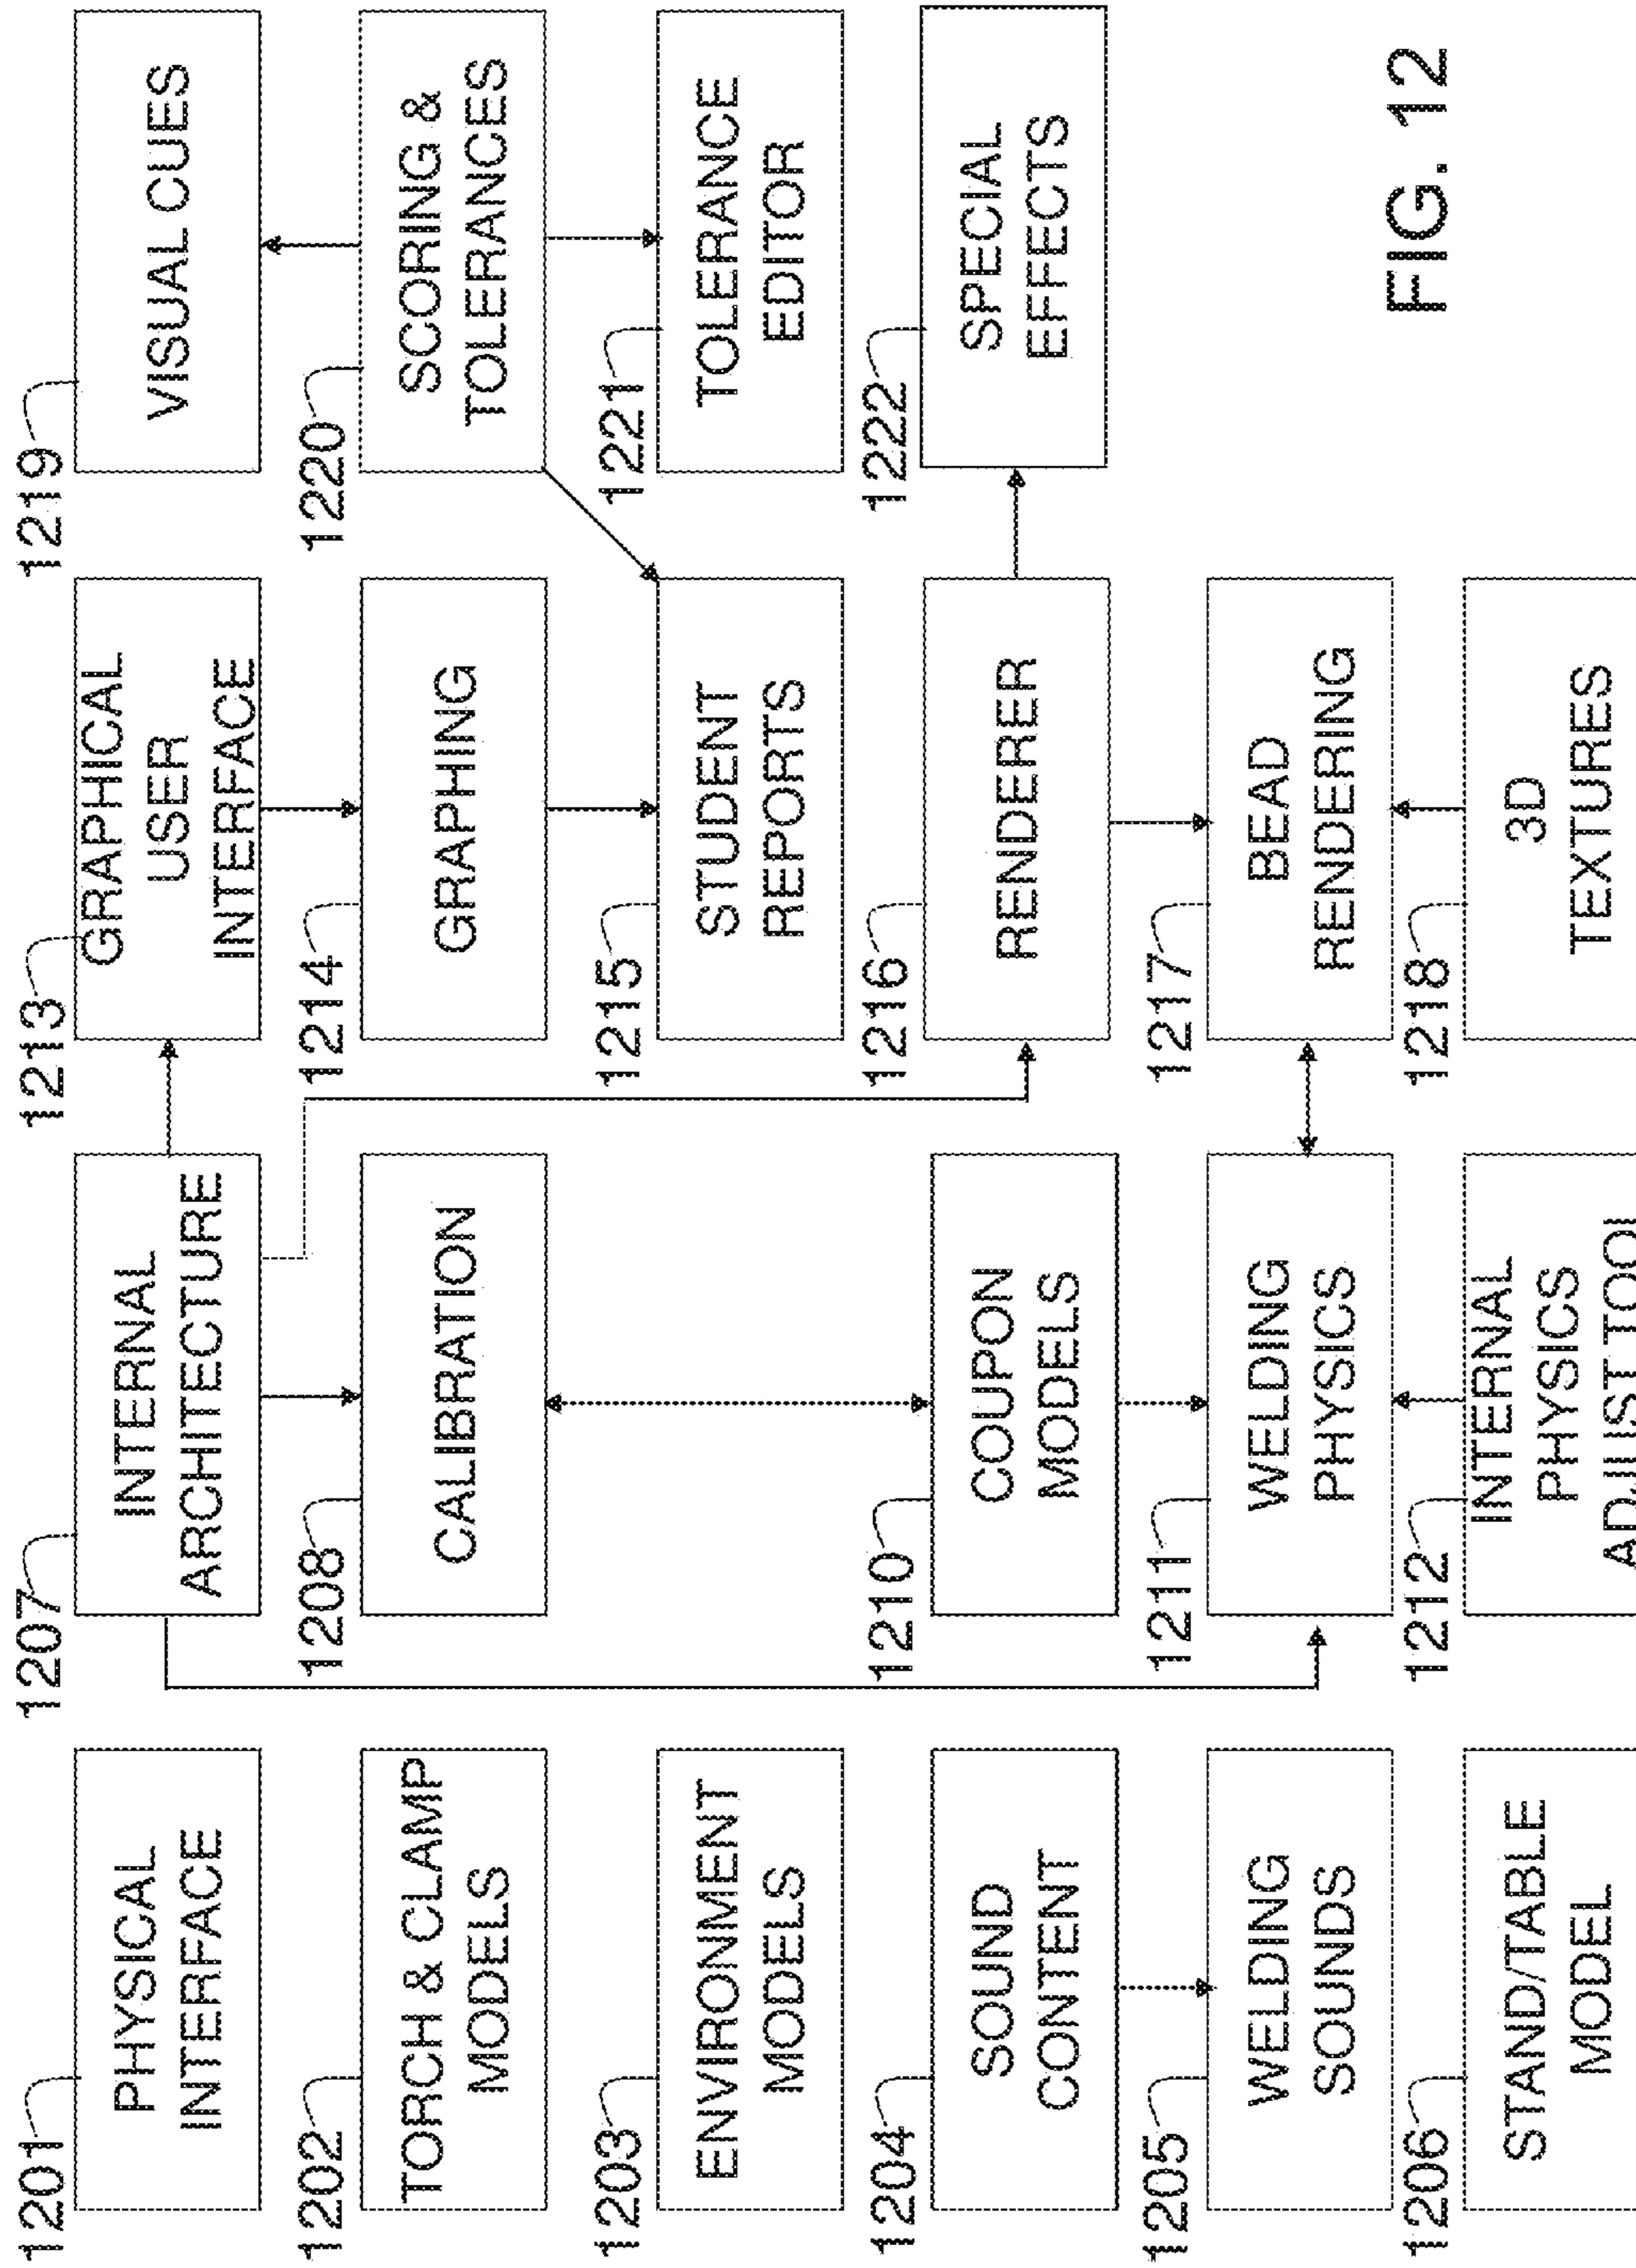 1201
PHYSICAL
INTERFACE
1202
TORCH & CLAMP
MODELS
1203
ENVIRONMENT
MODELS
1204
SOUND
CONTENT
1205
WELDING
SOUNDS
1206
STAND/TABLE
MODEL
1207
INTERNAL
ARCHITECTURE
1208
CALIBRATION
1210
COUPON
MODELS
1211
WELDING
PHYSICS
1212
INTERNAL
PHYSICS
ADJUST TOOL
1213
GRAPHICAL
USER
INTERFACE
1214
GRAPHING
1215
STUDENT
REPORTS
1216
RENDERER
1217
BEAD
RENDERING
1218
3D
TEXTURES
1219
VISUAL CUES
1220
SCORING &
TOLERANCES
1221
TOLERANCE
EDITOR
1222
SPECIAL
EFFECTS
FIG. 12